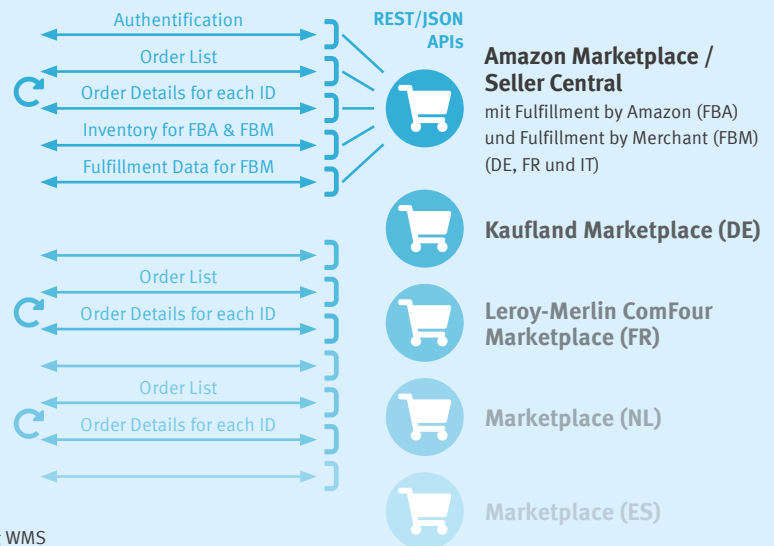 Authentification
Order List
Order Details for each ID
Inventory for FBA & FBM
Fulfillment Data for FBM
REST/JSON
APIs
Amazon Marketplace /
Seller Central
mit Fulfillment by Amazon (FBA)
und Fulfillment by Merchant (FBM)
(DE, FR und IT)
Kaufland Marketplace (DE)
Order List
Order Details for each ID
Leroy-Merlin ComFour
Marketplace (FR)
Order List
Order Details for each ID
Marketplace (NL)
Marketplace (ES)
WMS